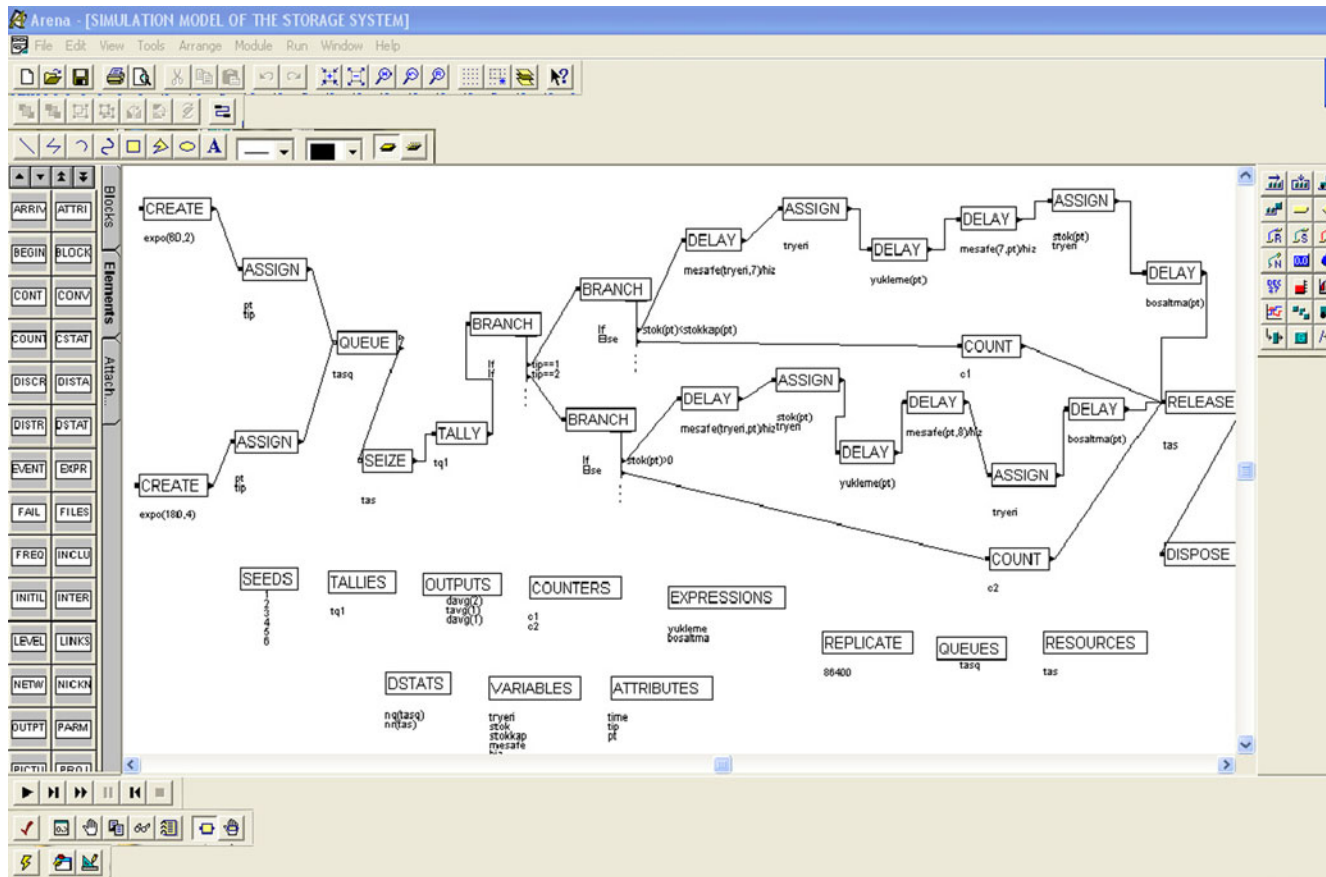 Arena - [SIMULATION MODEL OF THE STORAGE SYSTEM]
File Edit View Tools Arrange Module Run Window Help
Blocks
Elements
Attach...
ARRIV ATTRI
BEGIN BLOCK
CONT CONV
COUNT CSTAT
DISCR DISTA
DISTR DSTAT
EVENT EXPR
FAIL FILES
FREQ INCLU
INITIL INTER
LEVEL LINKS
NETW NICKN
OUTPT PARM
PICTU PROJ
CREATE
expo(80,2)
ASSIGN
pt
tip
CREATE
expo(180,4)
ASSIGN
pt
tip
QUEUE
tasq
SEIZE
tas
TALLY
tq1
BRANCH
If
If
tip==1
tip==2
BRANCH
If
Else
stok(pt)<stokkap(pt)
DELAY
mesafe(tryeri,7)/hiz
ASSIGN
tryeri
DELAY
yukleme(pt)
DELAY
mesafe(7,pt)/hiz
ASSIGN
stok(pt)
tryeri
DELAY
bosaltma(pt)
COUNT
c1
BRANCH
If
Else
stok(pt)>0
DELAY
mesafe(tryeri,pt)/hiz
ASSIGN
stok(pt)
tryeri
DELAY
yukleme(pt)
DELAY
mesafe(pt,8)/hiz
ASSIGN
tryeri
DELAY
bosaltma(pt)
COUNT
c2
RELEASE
tas
DISPOSE
SEEDS
1
2
3
4
5
6
TALLIES
tq1
OUTPUTS
davg(2)
tavg(1)
davg(1)
COUNTERS
c1
c2
EXPRESSIONS
yukleme
bosaltma
REPLICATE
86400
QUEUES
tasq
RESOURCES
tas
DSTATS
nq(tasq)
nr(tas)
VARIABLES
tryeri
stok
stokkap
mesafe
hiz
ATTRIBUTES
time
tip
pt